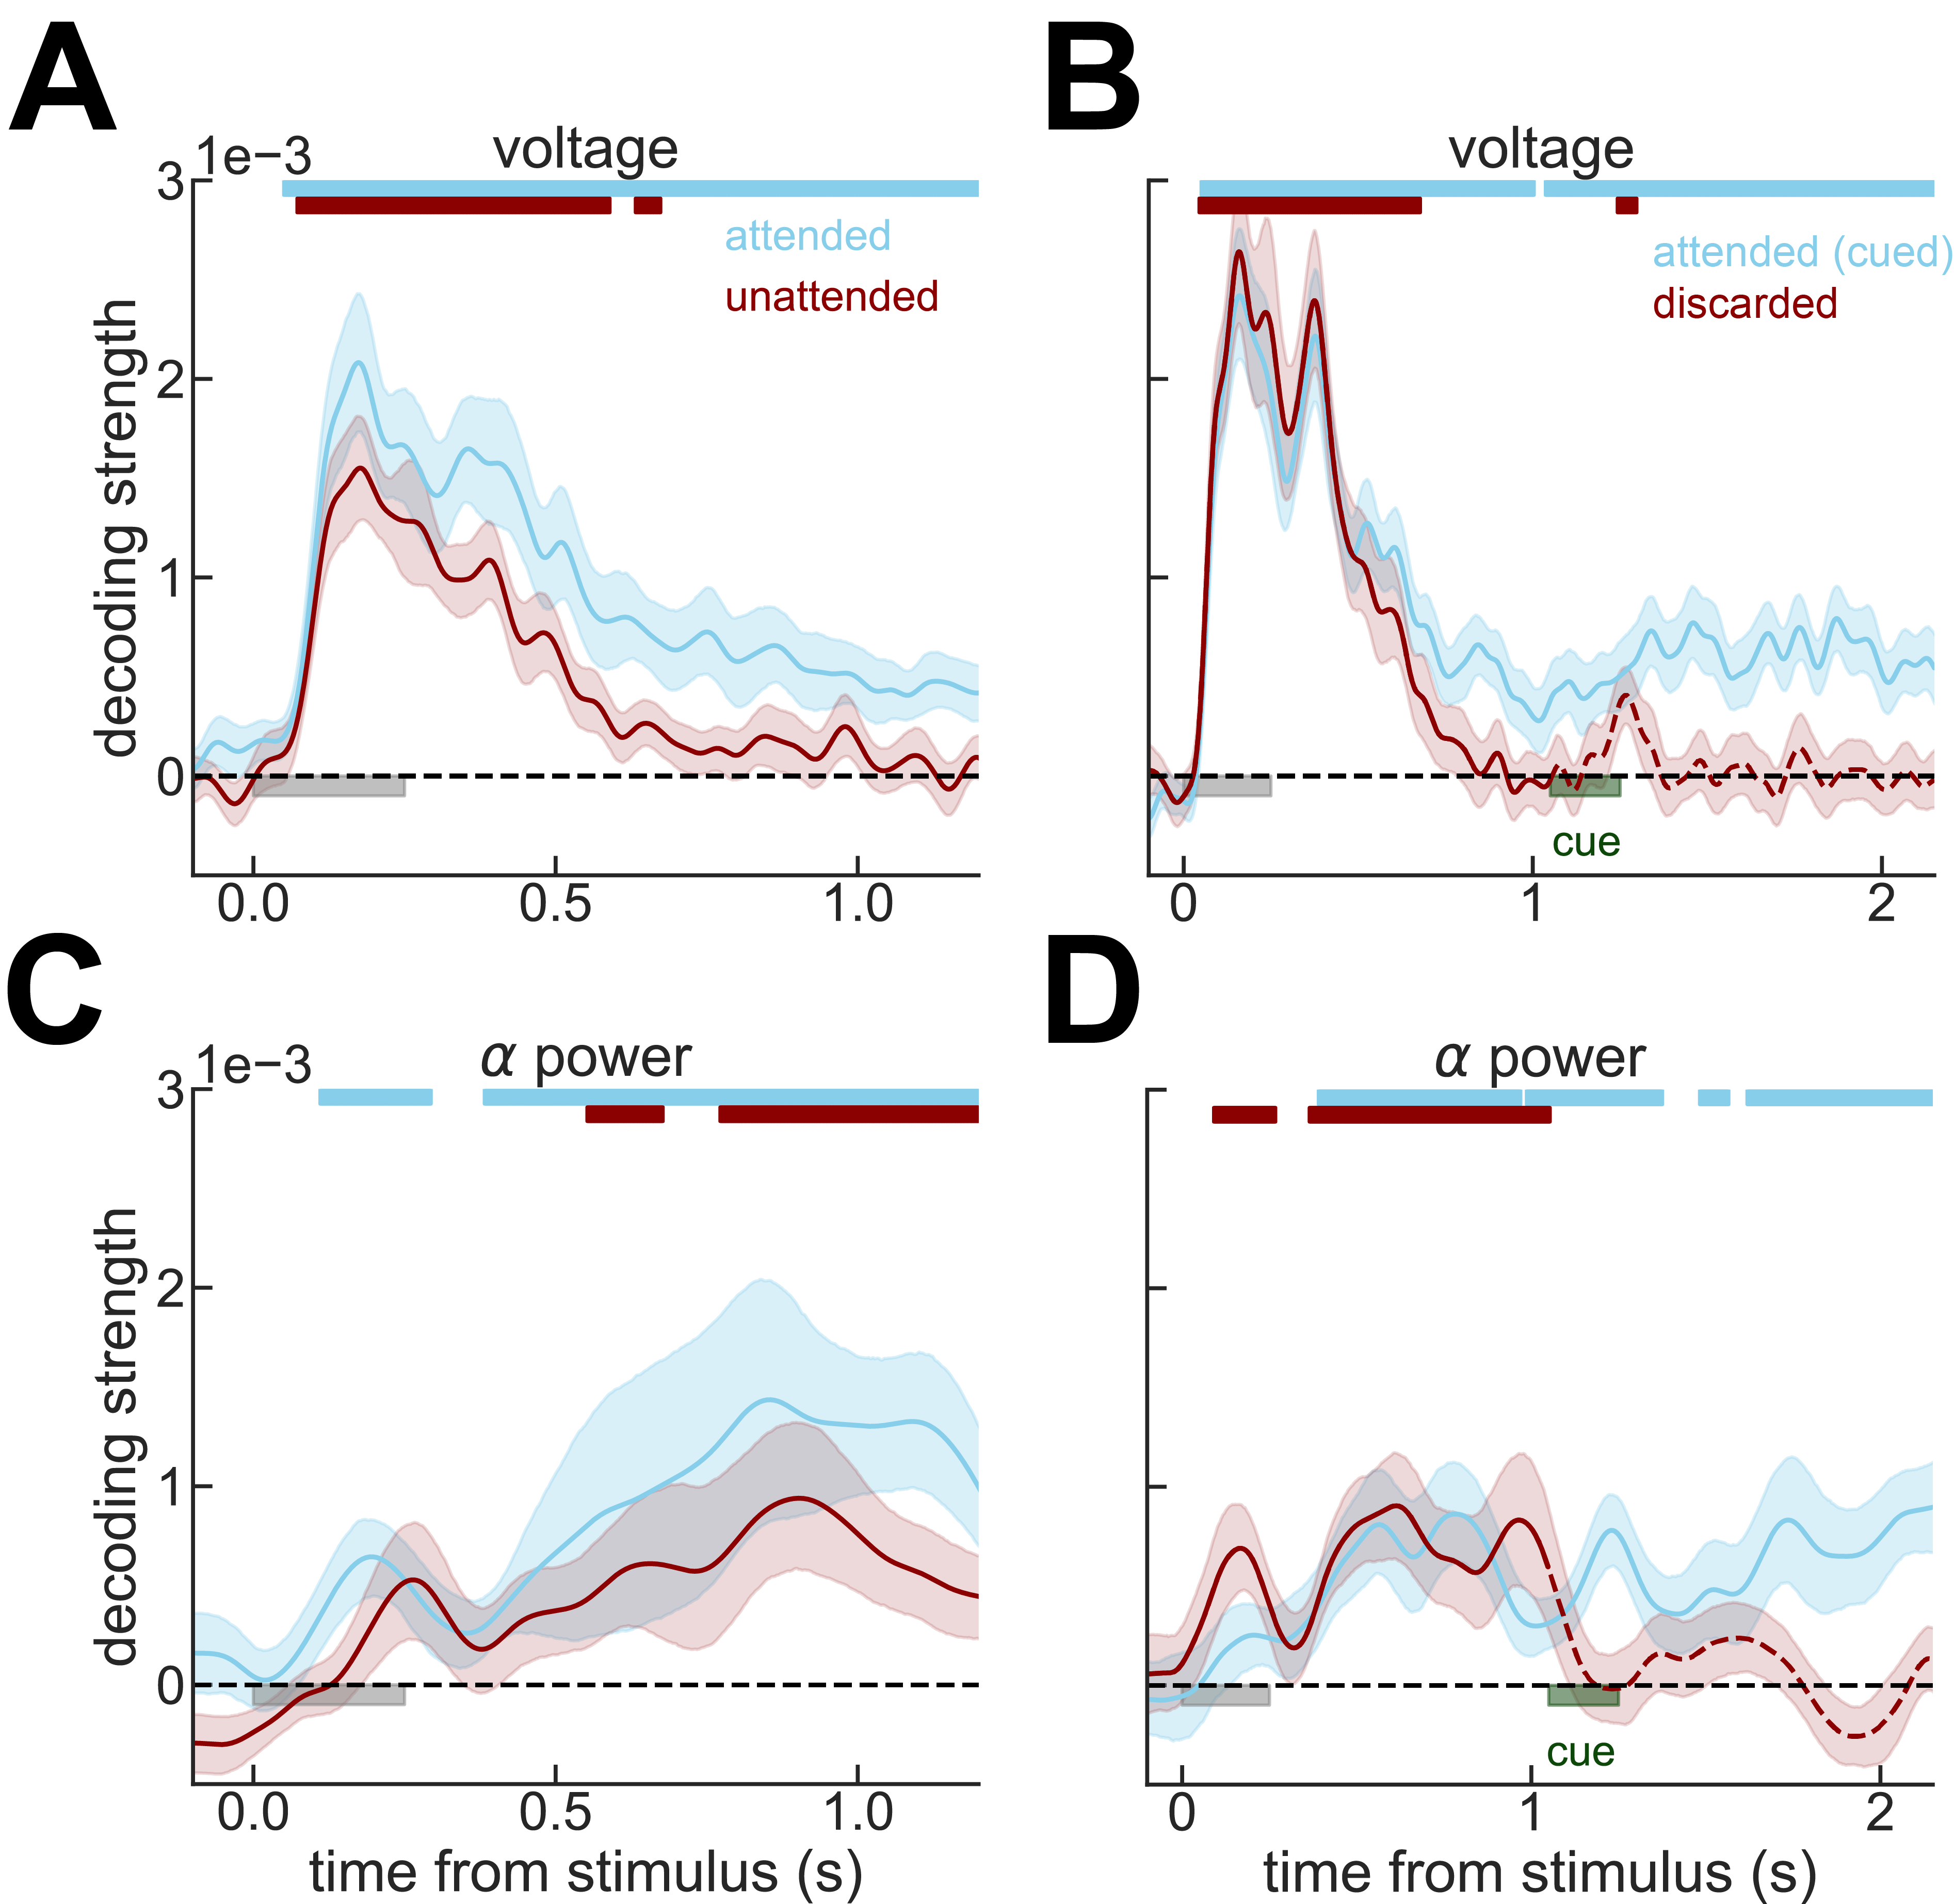 A
B
1e−3
voltage
voltage
3
attended
unattended
attended (cued)
discarded
decoding strength
2
1
0
cue
0.0
0.5
1.0
0
1
2
C
D
1e−3
α power
α power
3
decoding strength
2
1
0
cue
0.0
0.5
1.0
0
1
2
time from stimulus (s)
time from stimulus (s)